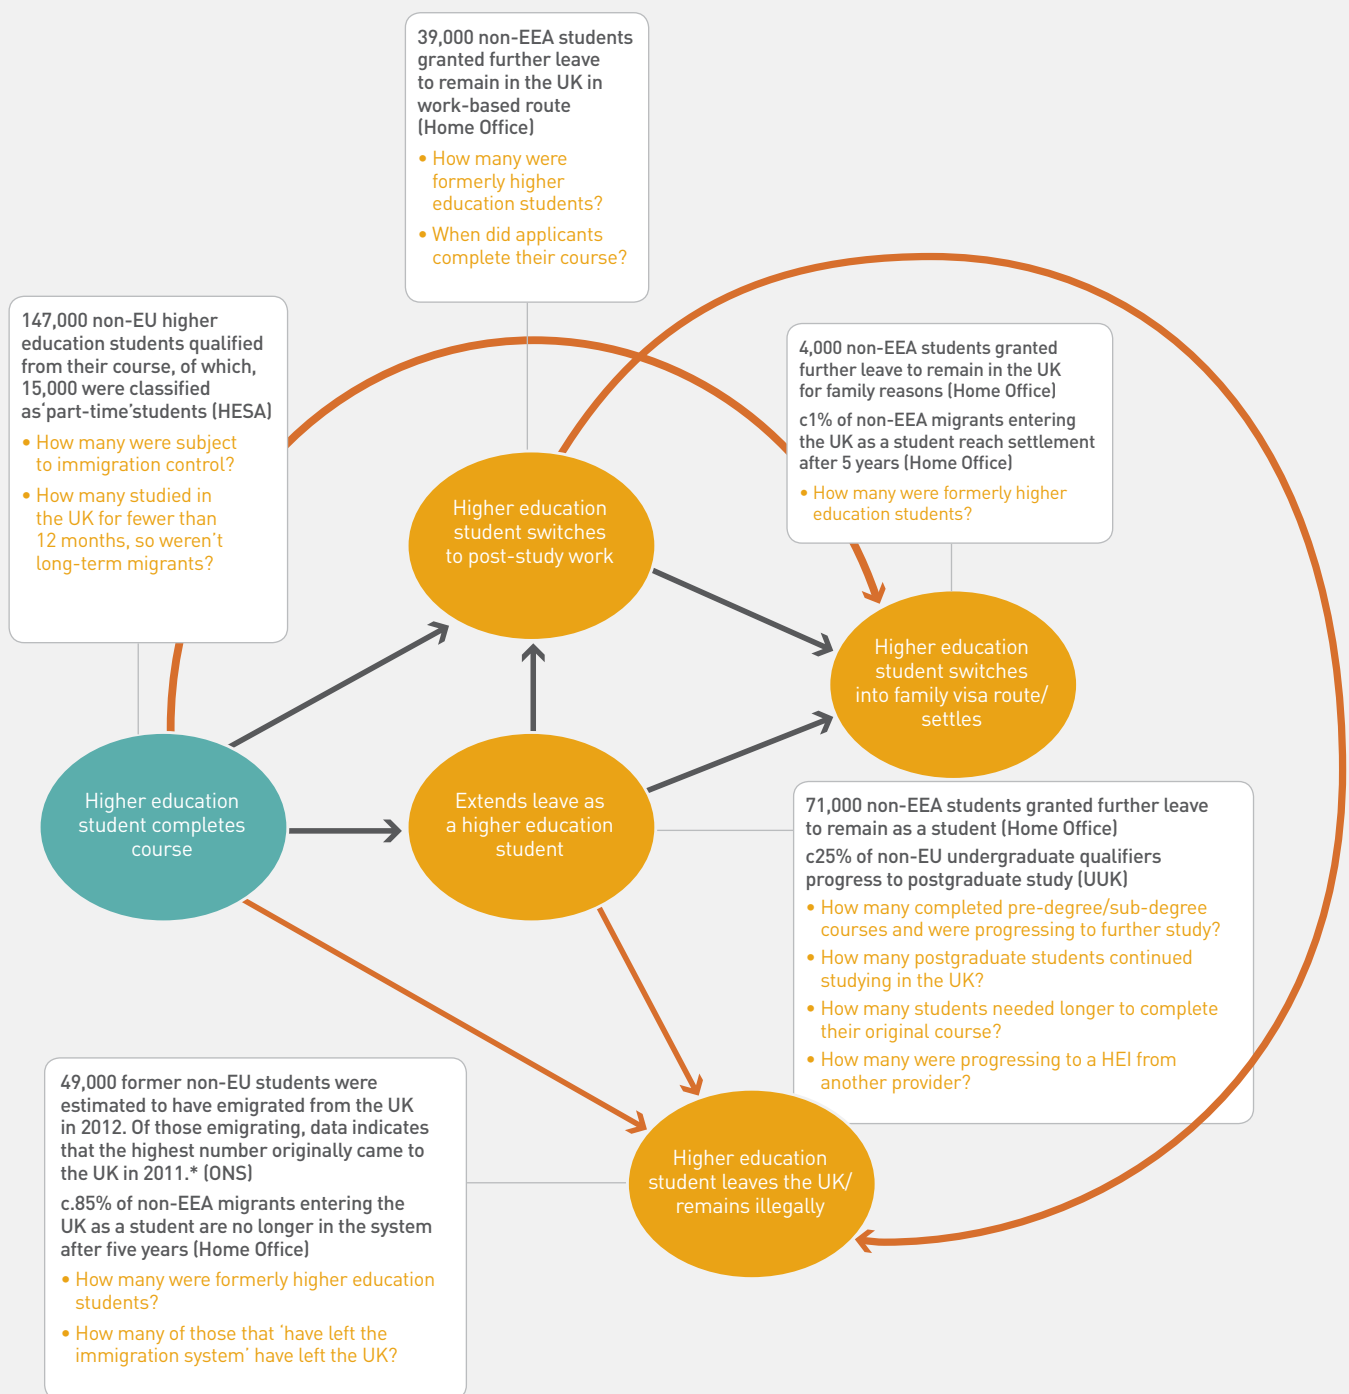 39,000 non-EEA students
granted further leave
to remain in the UK in
work-based route
(Home Office)
• How many were
formerly higher
education students?
• When did applicants
complete their course?
147,000 non-EU higher
education students qualified
from their course, of which,
15,000 were classified
as‘part-time’students (HESA)
• How many were subject
to immigration control?
• How many studied in
the UK for fewer than
12 months, so weren’t
long-term migrants?
4,000 non-EEA students granted
further leave to remain in the UK
for family reasons (Home Office)
c1% of non-EEA migrants entering
the UK as a student reach settlement
after 5 years (Home Office)
• How many were formerly higher
education students?
Higher education
student switches
to post-study work
Higher education
student switches
into family visa route/
settles
Higher education
student completes
course
Extends leave as
a higher education
student
71,000 non-EEA students granted further leave
to remain as a student (Home Office)
c25% of non-EU undergraduate qualifiers
progress to postgraduate study (UUK)
• How many completed pre-degree/sub-degree
courses and were progressing to further study?
• How many postgraduate students continued
studying in the UK?
• How many students needed longer to complete
their original course?
• How many were progressing to a HEI from
another provider?
49,000 former non-EU students were
estimated to have emigrated from the UK
in 2012. Of those emigrating, data indicates
that the highest number originally came to
the UK in 2011.* (ONS)
c.85% of non-EEA migrants entering the
UK as a student are no longer in the system
after five years (Home Office)
• How many were formerly higher education
students?
• How many of those that ‘have left the
immigration system’ have left the UK?
Higher education
student leaves the UK/
remains illegally